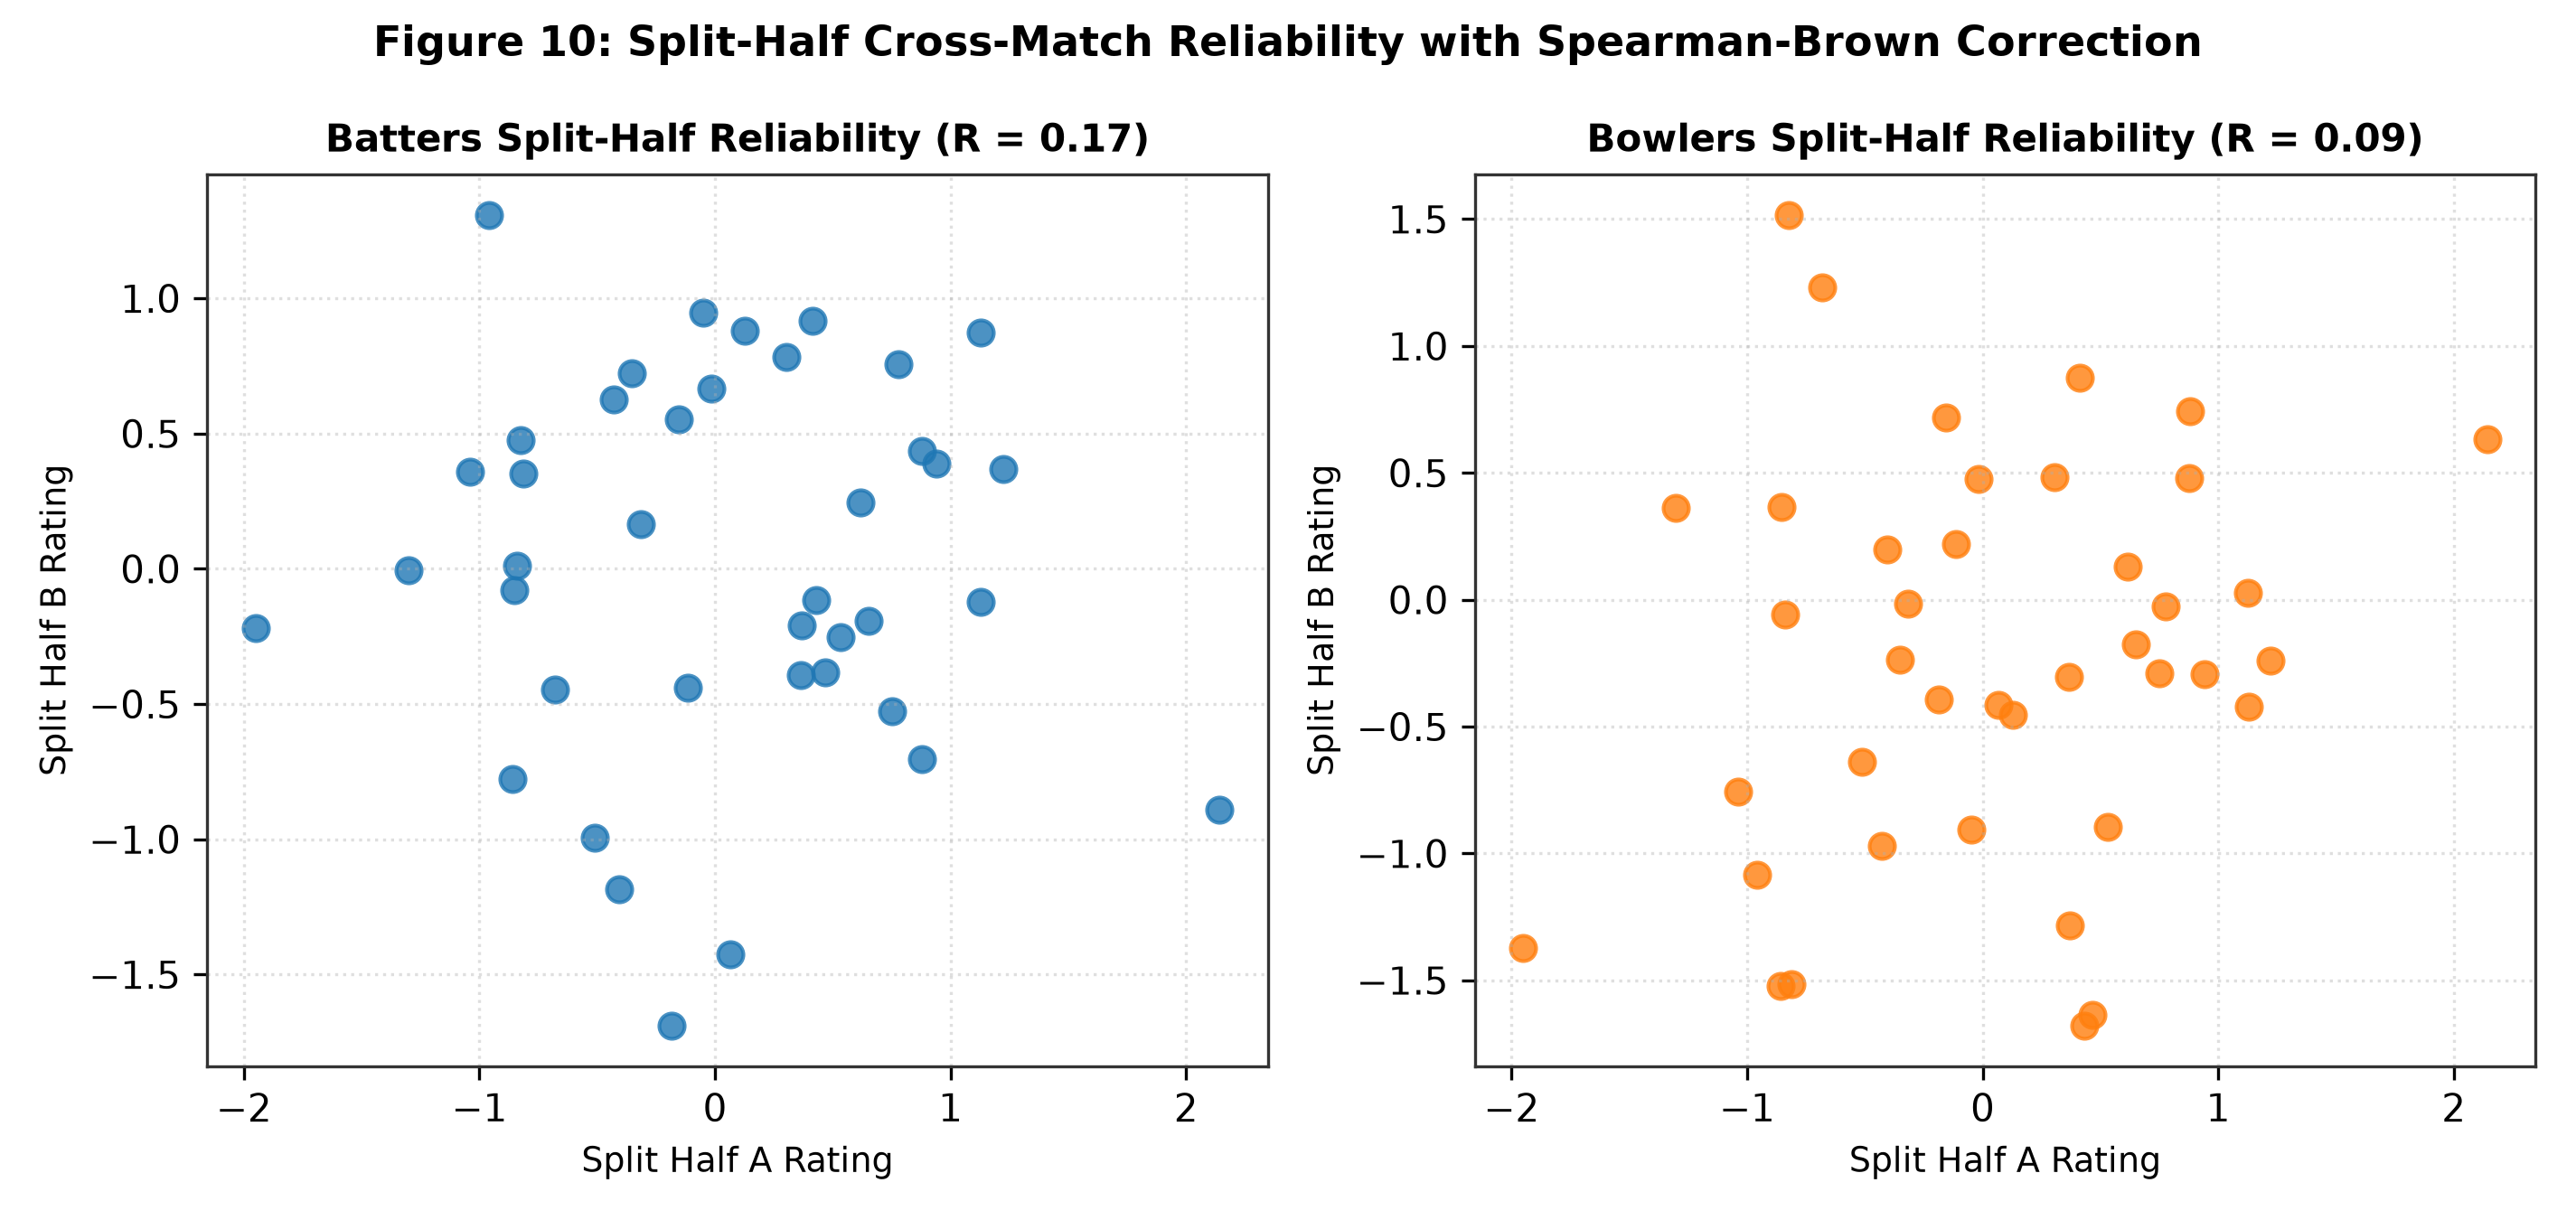 Figure 10: Split-Half Cross-Match Reliability with Spearman-Brown Correction
Batters Split-Half Reliability (R = 0.17)
Split Half B Rating
1.0
0.5
0.0
−0.5
−1.0
−1.5
−2 −1 0 1 2
Split Half A Rating
Bowlers Split-Half Reliability (R = 0.09)
Split Half B Rating
1.5
1.0
0.5
0.0
−0.5
−1.0
−1.5
−2 −1 0 1 2
Split Half A Rating